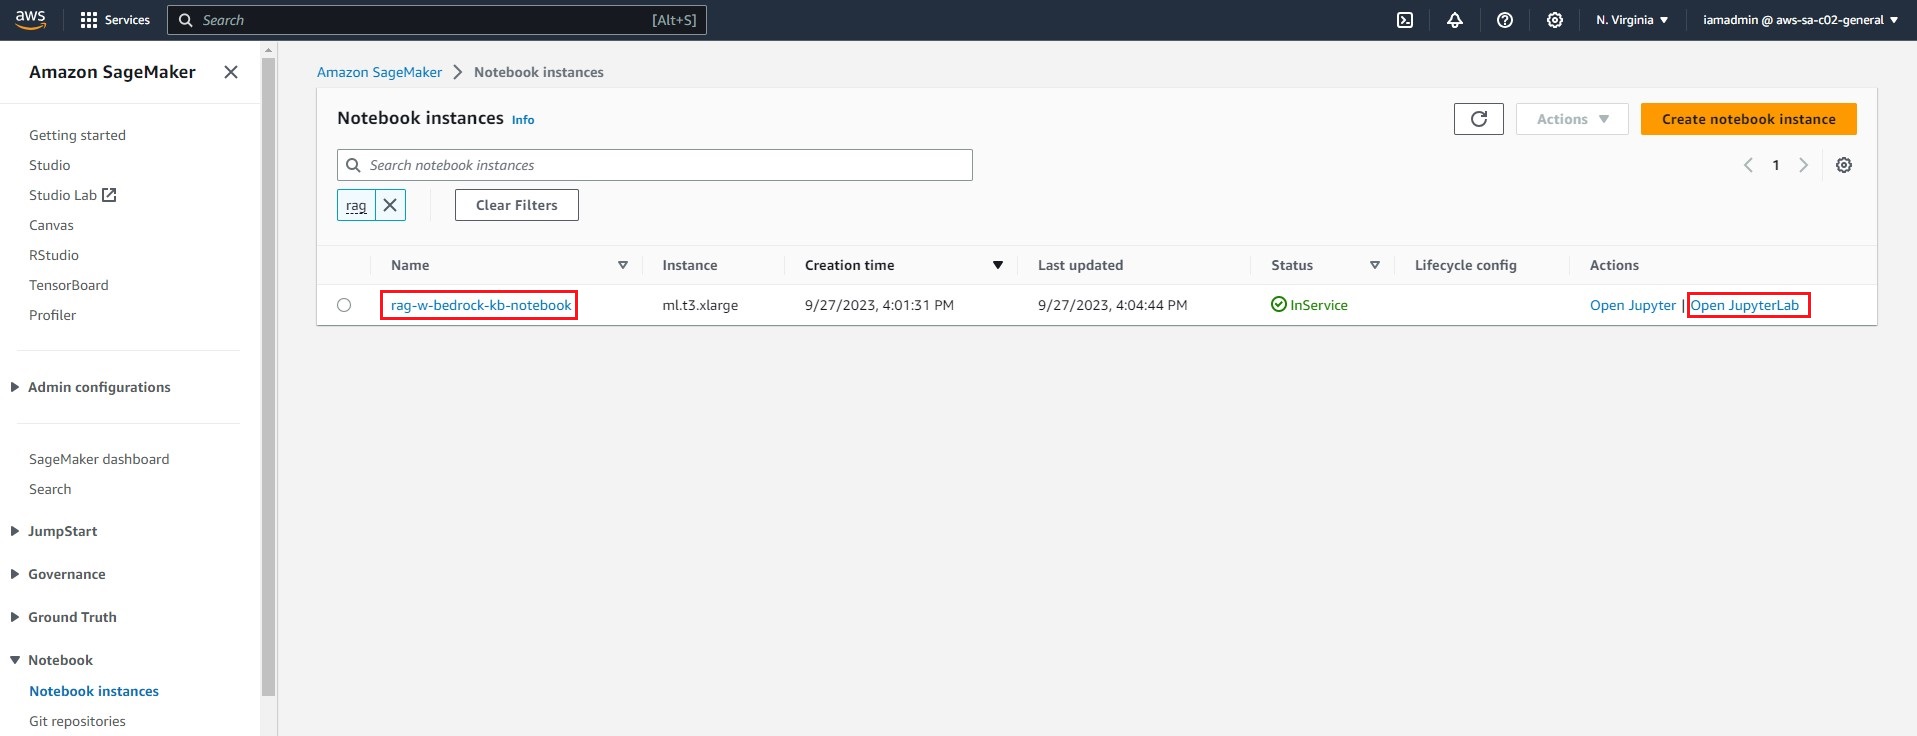 aws
Services
Search [Alt+S]
N. Virginia
iamadmin @ aws-sa-c02-general
Amazon SageMaker
Getting started
Studio
Studio Lab
Canvas
RStudio
TensorBoard
Profiler
Admin configurations
SageMaker dashboard
Search
JumpStart
Governance
Ground Truth
Notebook
Notebook instances
Git repositories
Amazon SageMaker > Notebook instances
Notebook instances Info
Actions
Create notebook instance
Search notebook instances
1
rag
Clear Filters
Name Instance Creation time Last updated Status Lifecycle config Actions
rag-w-bedrock-kb-notebook ml.t3.xlarge 9/27/2023, 4:01:31 PM 9/27/2023, 4:04:44 PM InService Open Jupyter | Open JupyterLab